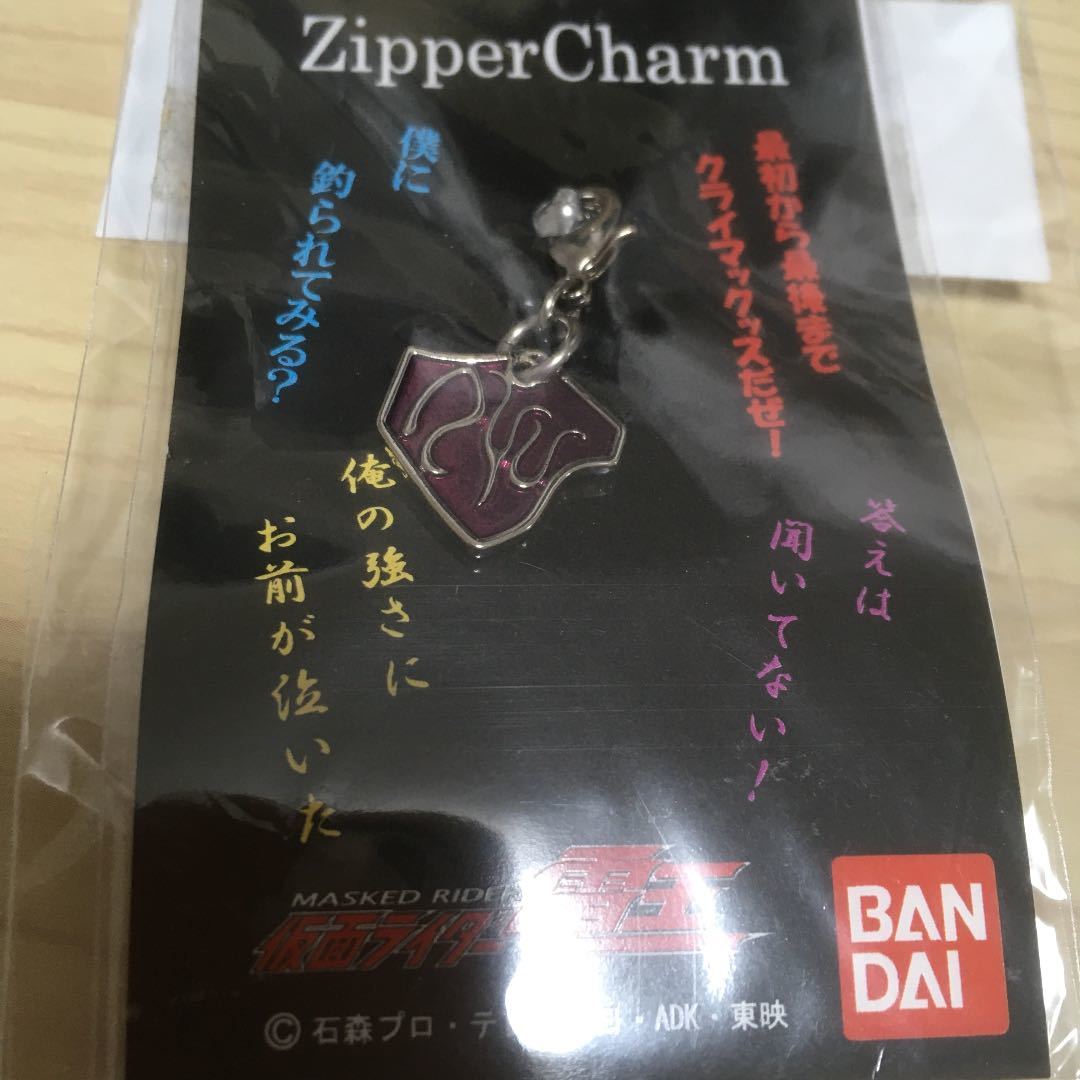 ZipperCharm
最初から最後まで
クライマックスだぜ！
僕に
釣られてみる？
答えは
聞いてない！
俺の強さに
お前が泣いた
MASKED RIDER
仮面ライダー電王
BAN
DAI
©石森プロ・テ 画・ADK・東映